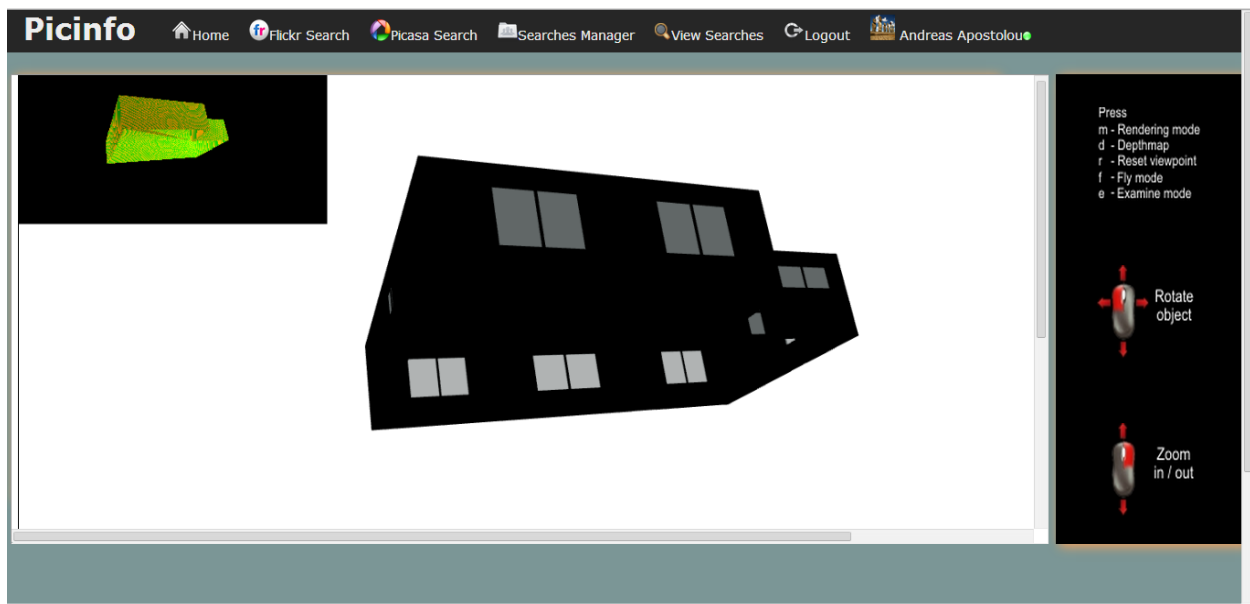 Picinfo Home Flickr Search Picasa Search Searches Manager View Searches Logout Andreas Apostolou
Press
m - Rendering mode
d - Depthmap
r - Reset viewpoint
f - Fly mode
e - Examine mode
Rotate
object
Zoom
in / out